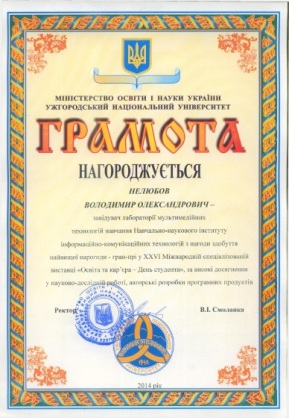 МІНІСТЕРСТВО ОСВІТИ І НАУКИ УКРАЇНИ
УЖГОРОДСЬКИЙ НАЦІОНАЛЬНИЙ УНІВЕРСИТЕТ
ГРАМОТА
НАГОРОДЖУЄТЬСЯ
НЕЛЮБОВ
ВОЛОДИМИР ОЛЕКСАНДРОВИЧ –
завідувач лабораторії мультимедійних
технологій навчання Навчально-наукового інституту
інформаційно-комунікаційних технологій з нагоди здобуття
найвищої нагороди - гран-прі у XXVI Міжнародній спеціалізованій
виставці «Освіта та кар’єра – День студента», за вікові досягнення
у науково-дослідній роботі, авторські розробки програмних продуктів
Ректор
В.І. Смоланка
2014 рік